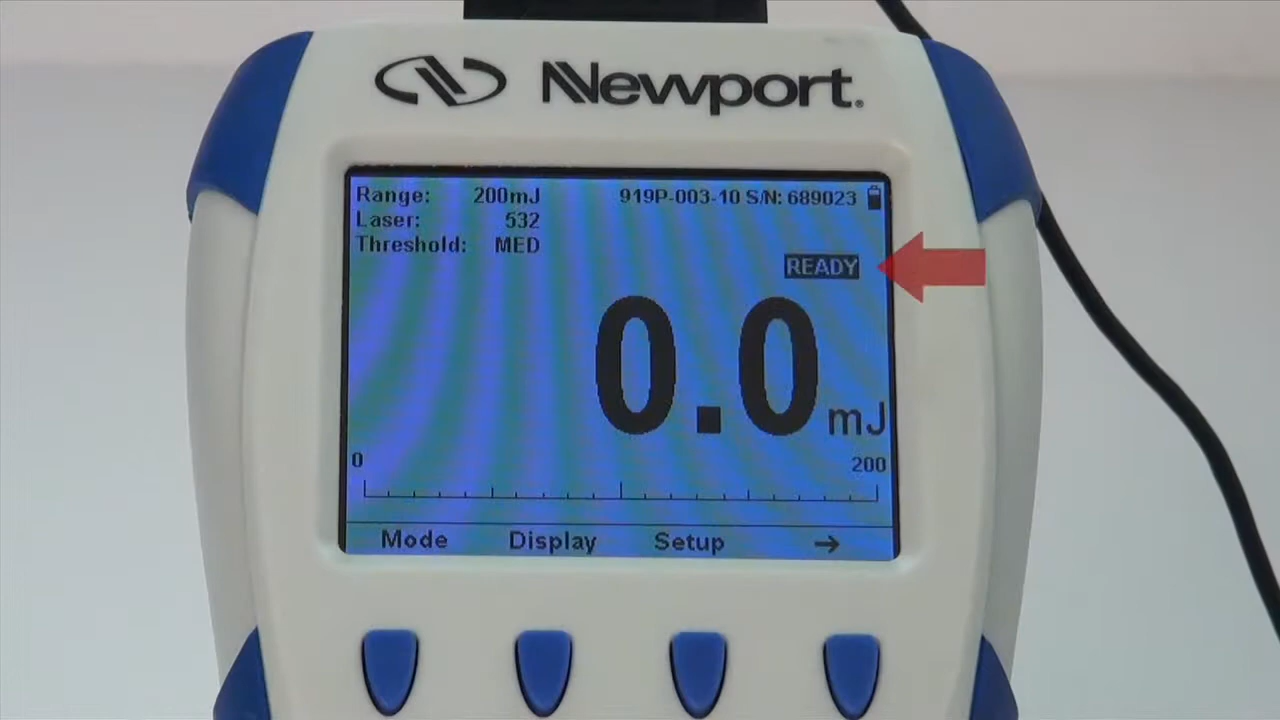 Newport®
Range: 200mJ
Laser: 532
Threshold: MED
919P-003-10 S/N: 689023
READY
0.0 mJ
0 200
Mode Display Setup →